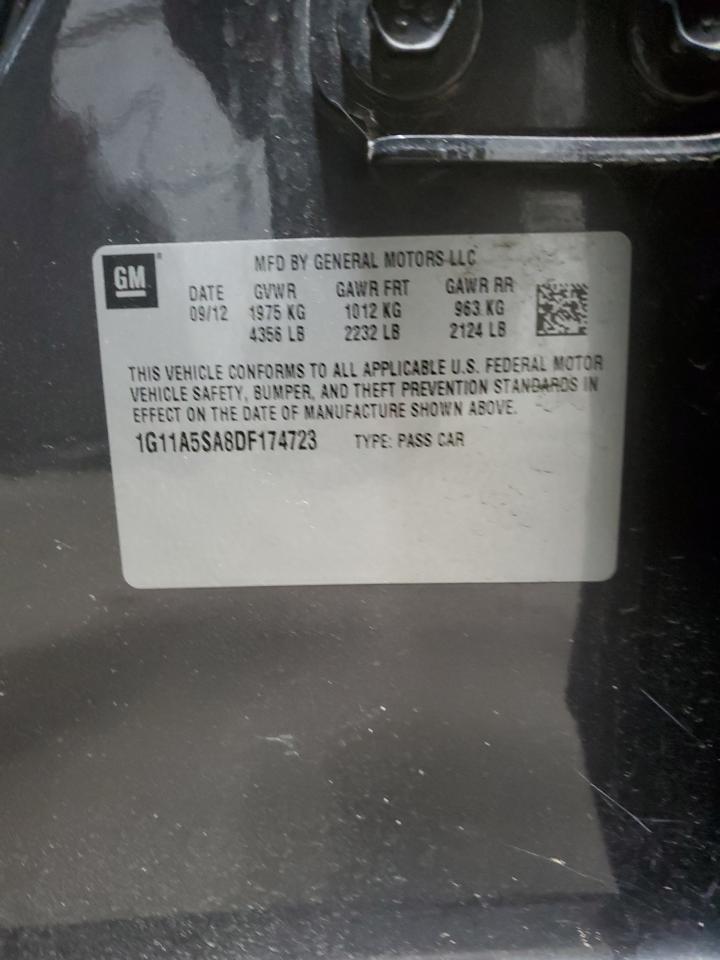 GM
MFD BY GENERAL MOTORS LLC
DATE GVWR GAWR FRT GAWR RR
09/12 1975 KG 1012 KG 963 KG
4356 LB 2232 LB 2124 LB
THIS VEHICLE CONFORMS TO ALL APPLICABLE U.S. FEDERAL MOTOR
VEHICLE SAFETY, BUMPER, AND THEFT PREVENTION STANDARDS IN
EFFECT ON THE DATE OF MANUFACTURE SHOWN ABOVE.
1G11A5SA8DF174723 TYPE: PASS CAR